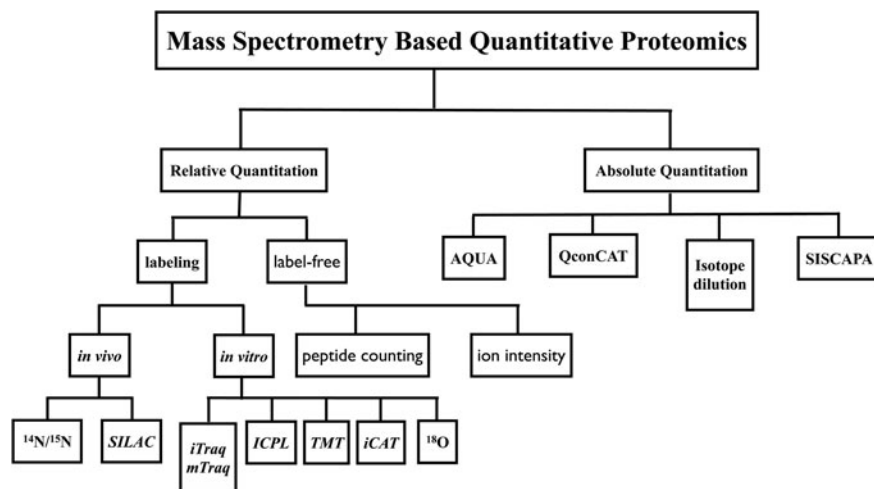 Mass Spectrometry Based Quantitative Proteomics
Relative Quantitation
Absolute Quantitation
labeling
label-free
AQUA
QconCAT
Isotope
dilution
SISCAPA
in vivo
in vitro
peptide counting
ion intensity
¹⁴N/¹⁵N
SILAC
iTraq
mTraq
ICPL
TMT
iCAT
¹⁸O